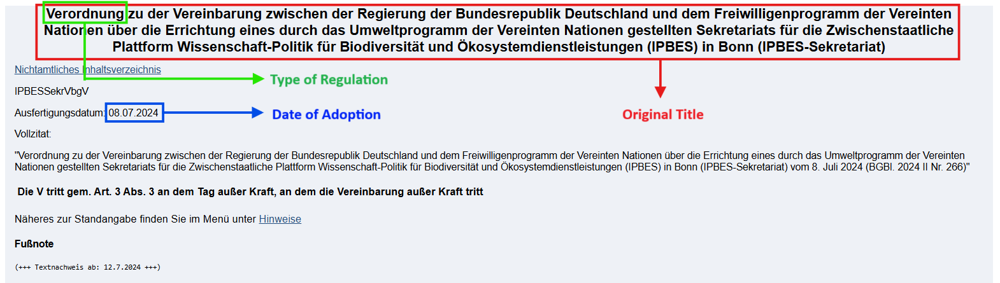 Verordnung zu der Vereinbarung zwischen der Regierung der Bundesrepublik Deutschland und dem Freiwilligenprogramm der Vereinten
Nationen über die Errichtung eines durch das Umweltprogramm der Vereinten Nationen gestellten Sekretariats für die Zwischenstaatliche
Plattform Wissenschaft-Politik für Biodiversität und Ökosystemdienstleistungen (IPBES) in Bonn (IPBES-Sekretariat)
Nichtamtliches Inhaltsverzeichnis
Type of Regulation
IPBESSekrVbgV
Ausfertigungsdatum: 08.07.2024
Date of Adoption
Original Title
Vollzitat:
"Verordnung zu der Vereinbarung zwischen der Regierung der Bundesrepublik Deutschland und dem Freiwilligenprogramm der Vereinten Nationen über die Errichtung eines durch das Umweltprogramm der Vereinten
Nationen gestellten Sekretariats für die Zwischenstaatliche Plattform Wissenschaft-Politik für Biodiversität und Ökosystemdienstleistungen (IPBES) in Bonn (IPBES-Sekretariat) vom 8. Juli 2024 (BGBl. 2024 II Nr. 266)"
Die V tritt gem. Art. 3 Abs. 3 an dem Tag außer Kraft, an dem die Vereinbarung außer Kraft tritt
Näheres zur Standangabe finden Sie im Menü unter Hinweise
Fußnote
(+++ Textnachweis ab: 12.7.2024 +++)